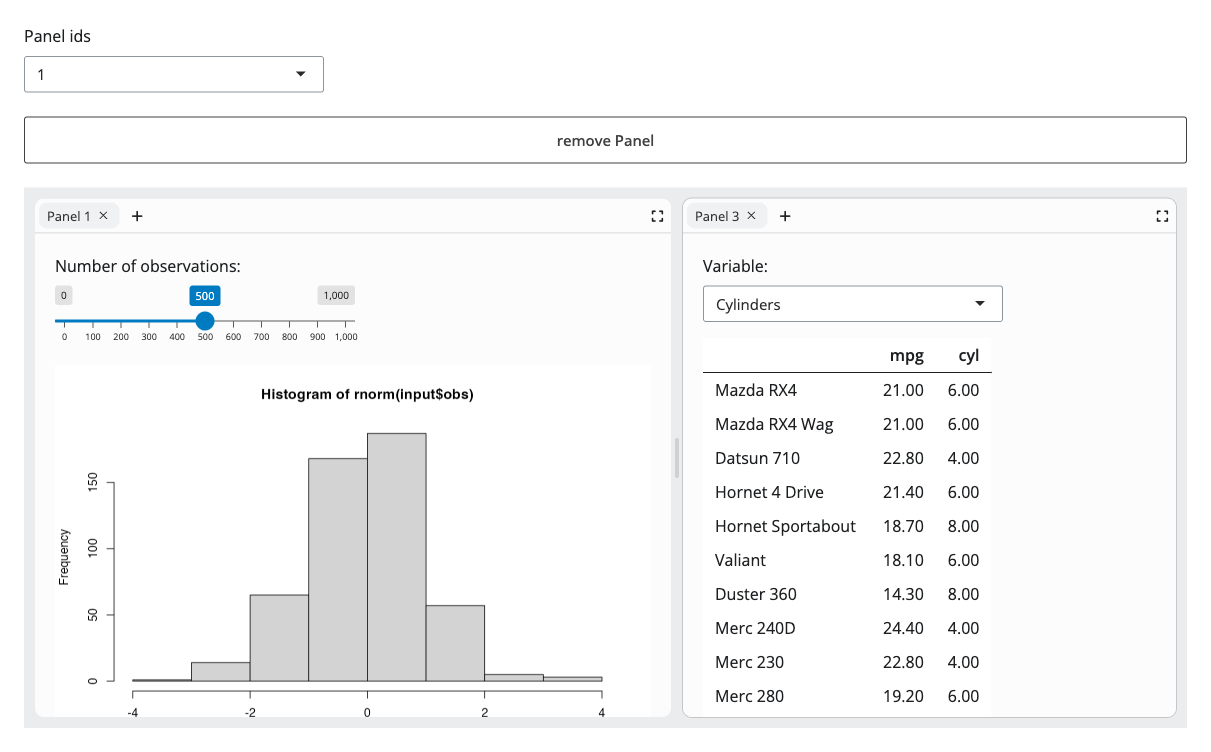 Panel ids
1
remove Panel
Panel 1 × +
Number of observations:
0 500 1,000
0 100 200 300 400 500 600 700 800 900 1,000
Histogram of rnorm(input$obs)
Frequency
150
100
50
0
-4 -2 0 2 4
Panel 3 × +
Variable:
Cylinders
mpg cyl
Mazda RX4 21.00 6.00
Mazda RX4 Wag 21.00 6.00
Datsun 710 22.80 4.00
Hornet 4 Drive 21.40 6.00
Hornet Sportabout 18.70 8.00
Valiant 18.10 6.00
Duster 360 14.30 8.00
Merc 240D 24.40 4.00
Merc 230 22.80 4.00
Merc 280 19.20 6.00